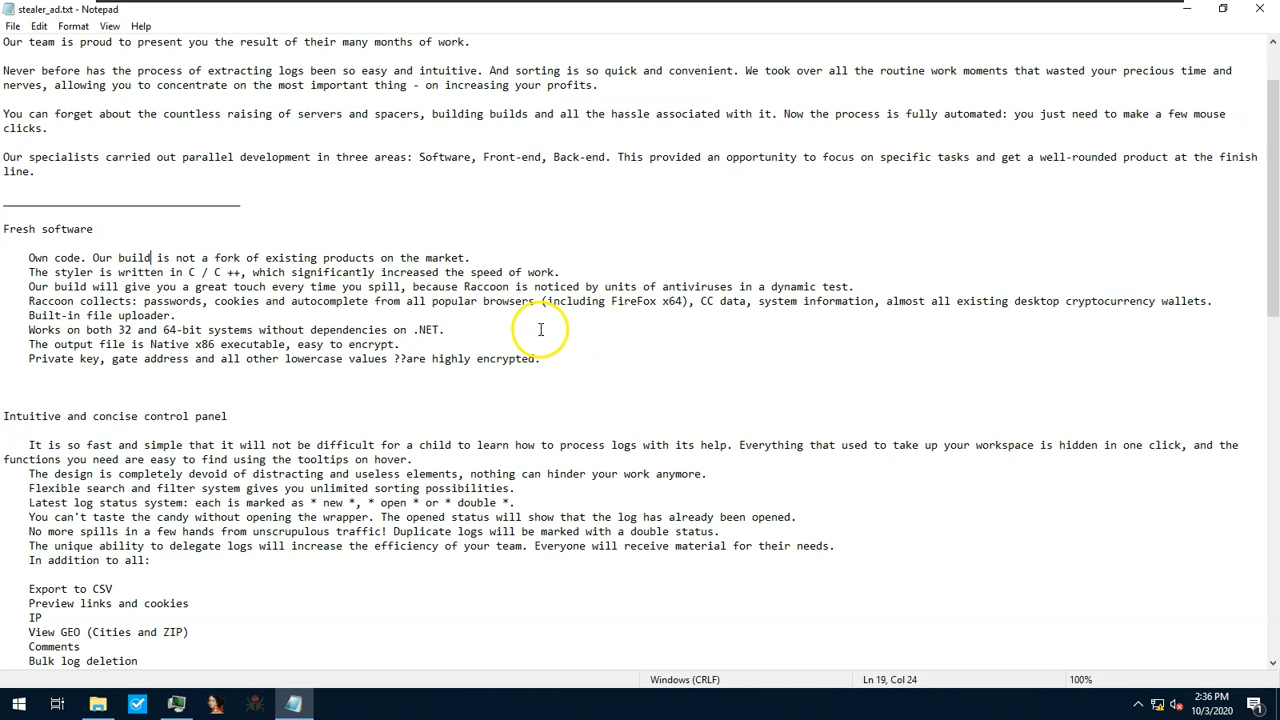 stealer_ad.txt - Notepad
File Edit Format View Help
Our team is proud to present you the result of their many months of work.
Never before has the process of extracting logs been so easy and intuitive. And sorting is so quick and convenient. We took over all the routine work moments that wasted your precious time and
nerves, allowing you to concentrate on the most important thing - on increasing your profits.
You can forget about the countless raising of servers and spacers, building builds and all the hassle associated with it. Now the process is fully automated: you just need to make a few mouse
clicks.
Our specialists carried out parallel development in three areas: Software, Front-end, Back-end. This provided an opportunity to focus on specific tasks and get a well-rounded product at the finish
line.
Fresh software
Own code. Our build is not a fork of existing products on the market.
The styler is written in C / C ++, which significantly increased the speed of work.
Our build will give you a great touch every time you spill, because Raccoon is noticed by units of antiviruses in a dynamic test.
Raccoon collects: passwords, cookies and autocomplete from all popular browsers (including FireFox x64), CC data, system information, almost all existing desktop cryptocurrency wallets.
Built-in file uploader.
Works on both 32 and 64-bit systems without dependencies on .NET.
The output file is Native x86 executable, easy to encrypt.
Private key, gate address and all other lowercase values ??are highly encrypted.
Intuitive and concise control panel
It is so fast and simple that it will not be difficult for a child to learn how to process logs with its help. Everything that used to take up your workspace is hidden in one click, and the
functions you need are easy to find using the tooltips on hover.
The design is completely devoid of distracting and useless elements, nothing can hinder your work anymore.
Flexible search and filter system gives you unlimited sorting possibilities.
Latest log status system: each is marked as * new *, * open * or * double *.
You can't taste the candy without opening the wrapper. The opened status will show that the log has already been opened.
No more spills in a few hands from unscrupulous traffic! Duplicate logs will be marked with a double status.
The unique ability to delegate logs will increase the efficiency of your team. Everyone will receive material for their needs.
In addition to all:
Export to CSV
Preview links and cookies
IP
View GEO (Cities and ZIP)
Comments
Bulk log deletion
Windows (CRLF) Ln 19, Col 24 100%
2:36 PM
10/3/2020
1